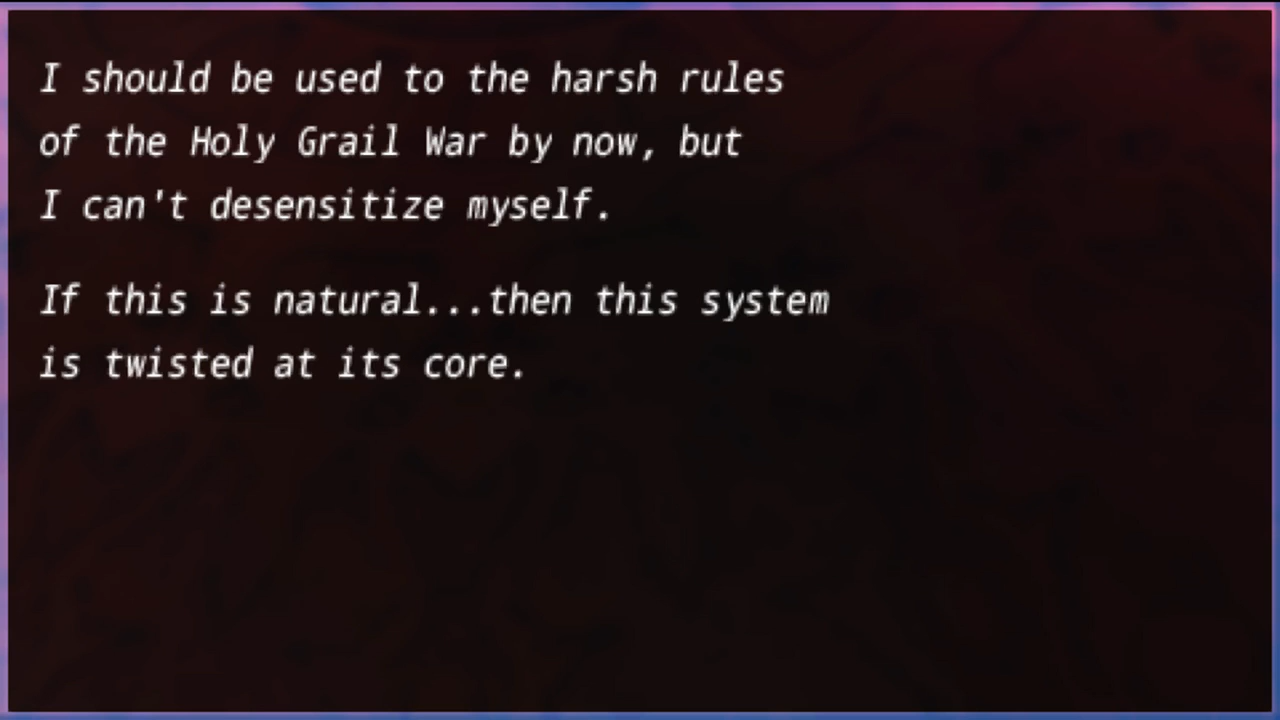 I should be used to the harsh rules
of the Holy Grail War by now, but
I can't desensitize myself.
If this is natural...then this system
is twisted at its core.